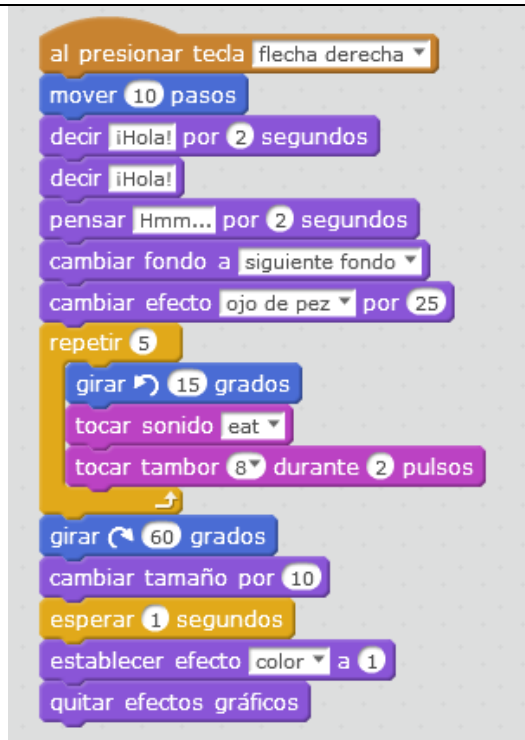 al presionar tecla flecha derecha
mover 10 pasos
decir ¡Hola! por 2 segundos
decir ¡Hola!
pensar Hmm... por 2 segundos
cambiar fondo a siguiente fondo
cambiar efecto ojo de pez por 25
repetir 5
girar 15 grados
tocar sonido eat
tocar tambor 8 durante 2 pulsos
girar 60 grados
cambiar tamaño por 10
esperar 1 segundos
establecer efecto color a 1
quitar efectos gráficos